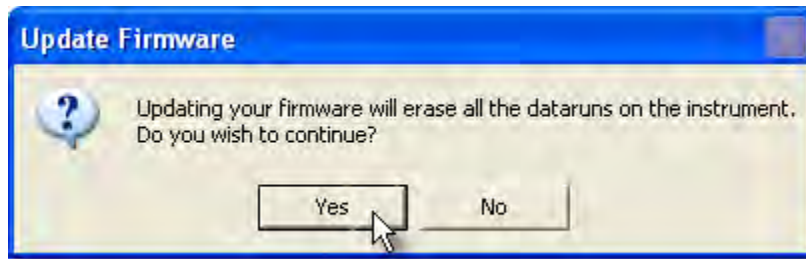 Update Firmware
Updating your firmware will erase all the dataruns on the instrument.
Do you wish to continue?
Yes
No